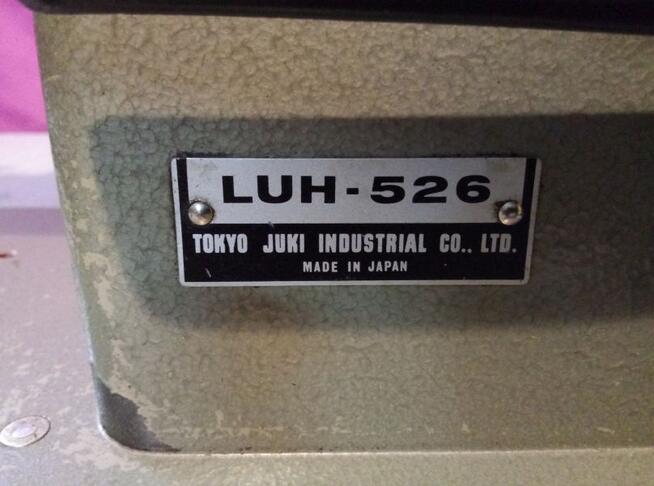 LUH-526
TOKYO JUKI INDUSTRIAL CO., LTD.
MADE IN JAPAN